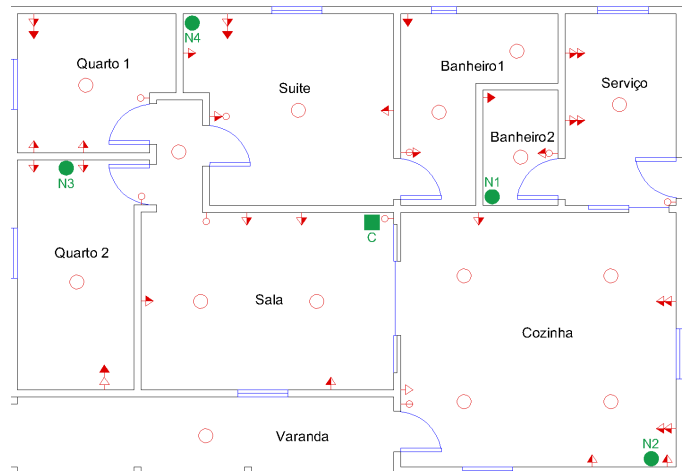 N4
Quarto 1
Suite
Banheiro1
Serviço
Banheiro2
N3
N1
C
Quarto 2
Sala
Cozinha
Varanda
N2